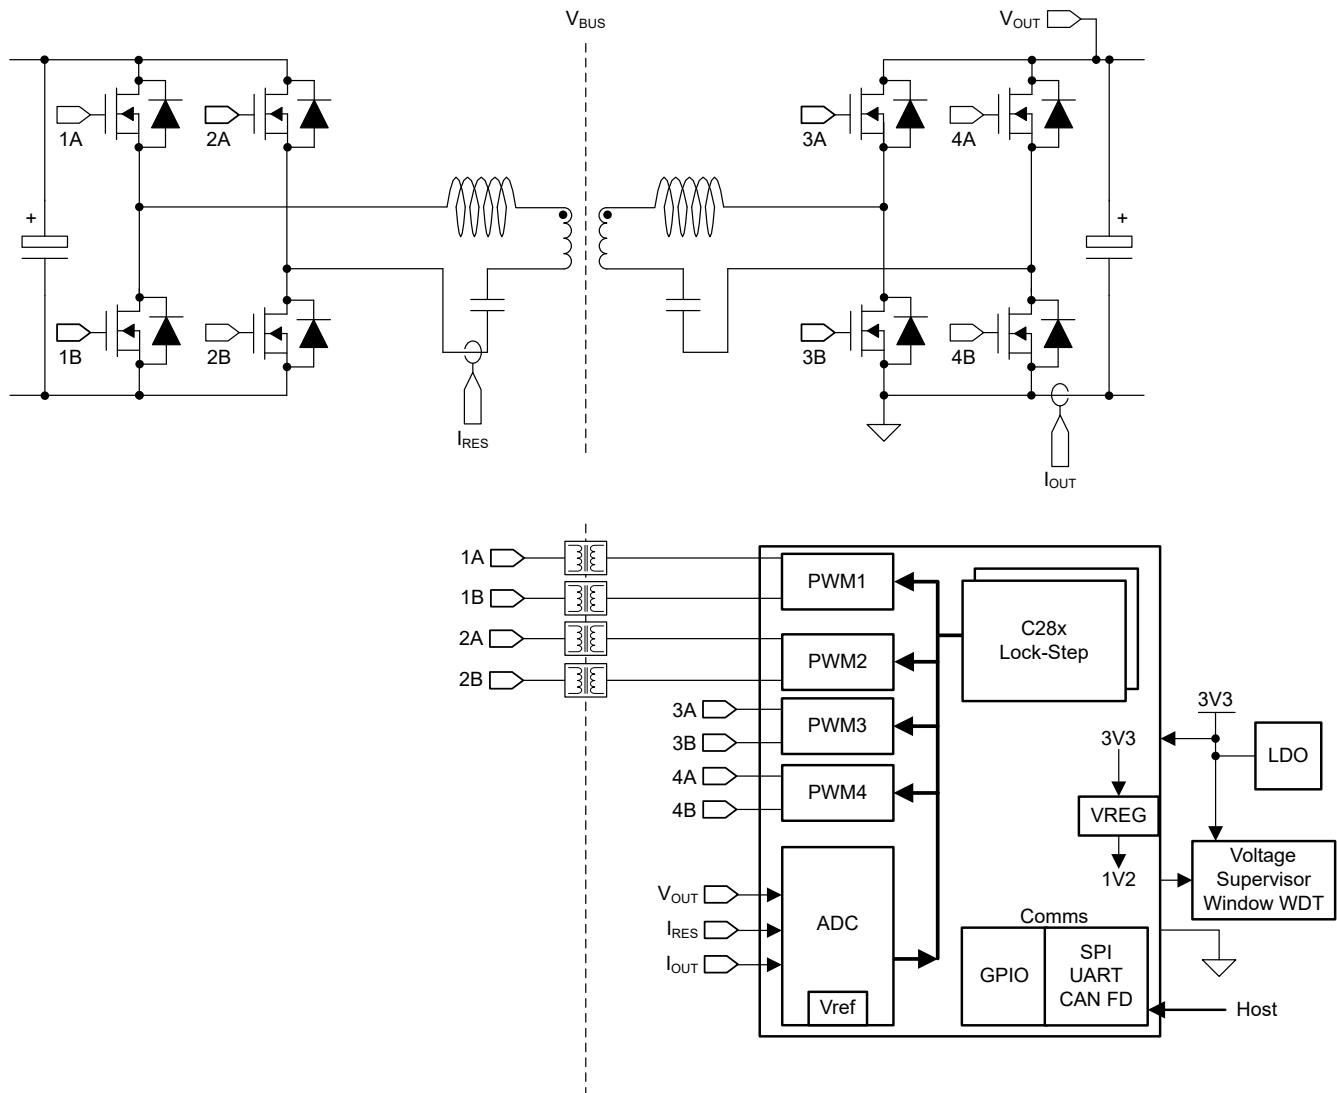 VBUS
VOUT
+
1A
2A
3A
4A
+
1B
2B
3B
4B
IRES
IOUT
1A
1B
2A
2B
3A
3B
4A
4B
PWM1
PWM2
PWM3
PWM4
C28x
Lock-Step
3V3
LDO
3V3
VREG
1V2
Voltage
Supervisor
Window WDT
VOUT
IRES
IOUT
ADC
Vref
Comms
GPIO
SPI
UART
CAN FD
Host